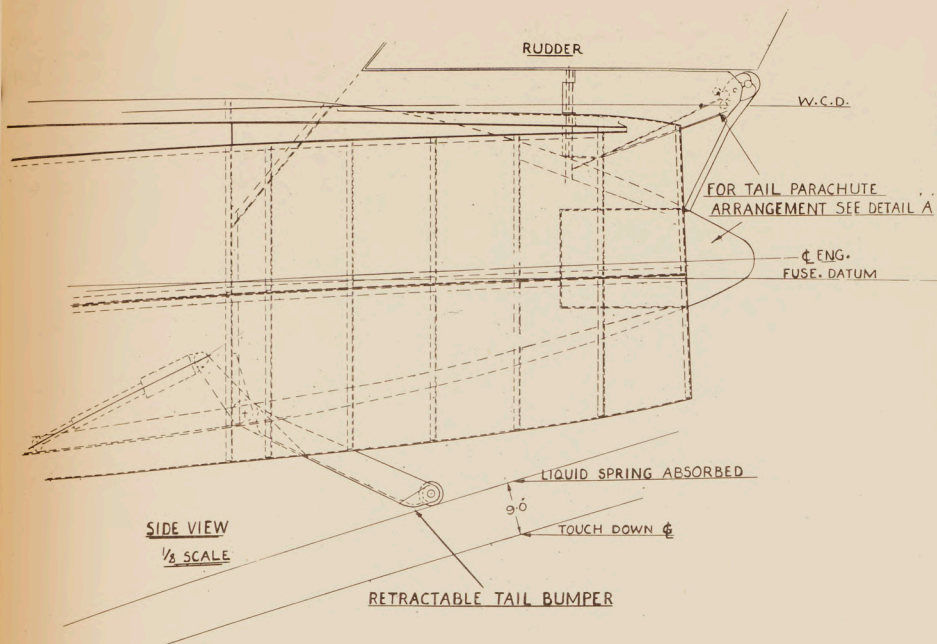 RUDDER
W.C.D.
FOR TAIL PARACHUTE
ARRANGEMENT SEE DETAIL A
℄ ENG.
FUSE. DATUM
LIQUID SPRING ABSORBED
9·0
TOUCH DOWN ℄
SIDE VIEW
1/8 SCALE
RETRACTABLE TAIL BUMPER